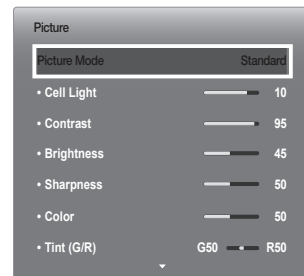 Picture
Picture Mode Standard
• Cell Light 10
• Contrast 95
• Brightness 45
• Sharpness 50
• Color 50
• Tint (G/R) G50 R50